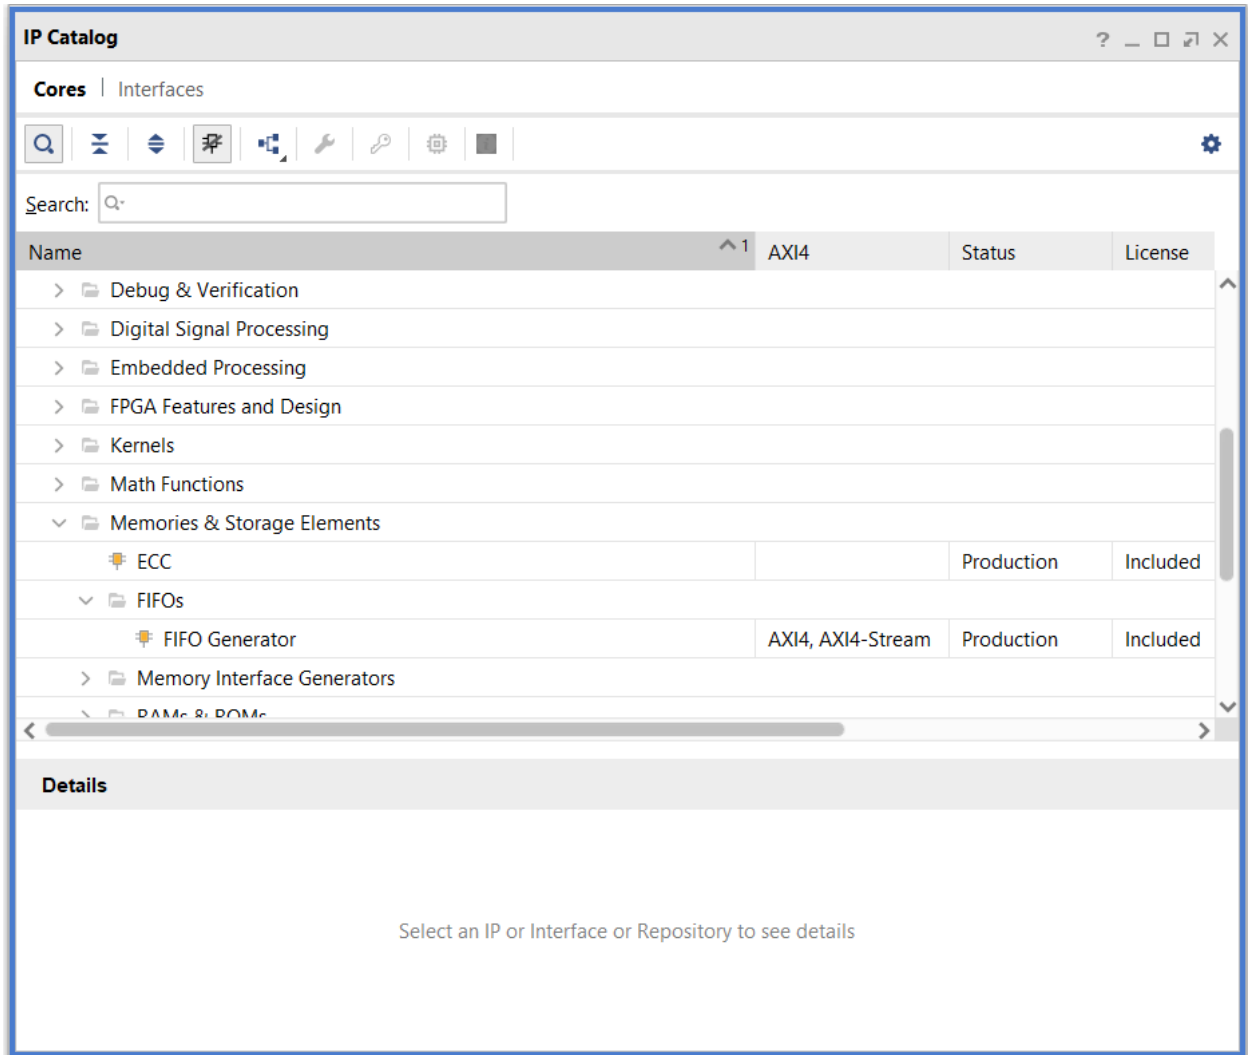 IP Catalog
Cores | Interfaces
Search:
Name 1 AXI4 Status License
Debug & Verification
Digital Signal Processing
Embedded Processing
FPGA Features and Design
Kernels
Math Functions
Memories & Storage Elements
ECC Production Included
FIFOs
FIFO Generator AXI4, AXI4-Stream Production Included
Memory Interface Generators
RAMs & ROMs
Details
Select an IP or Interface or Repository to see details